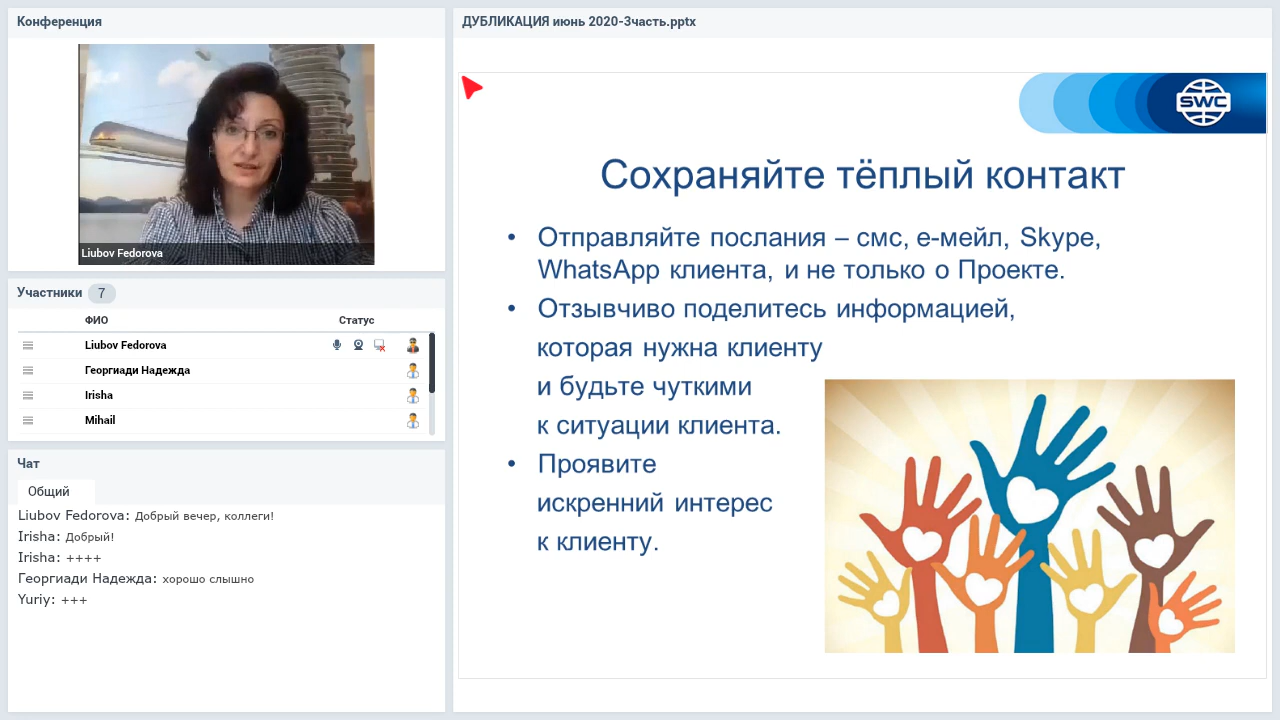 Конференция
Liubov Fedorova
Участники 7
ФИО Статус
Liubov Fedorova
Георгиади Надежда
Irisha
Mihail
Чат
Общий
Liubov Fedorova: Добрый вечер, коллеги!
Irisha: Добрый!
Irisha: ++++
Георгиади Надежда: хорошо слышно
Yuriy: +++
ДУБЛИКАЦИЯ июнь 2020-3часть.pptx
SWC
Сохраняйте тёплый контакт
• Отправляйте послания – смс, е-мейл, Skype,
WhatsApp клиента, и не только о Проекте.
• Отзывчиво поделитесь информацией,
которая нужна клиенту
и будьте чуткими
к ситуации клиента.
• Проявите
искренний интерес
к клиенту.